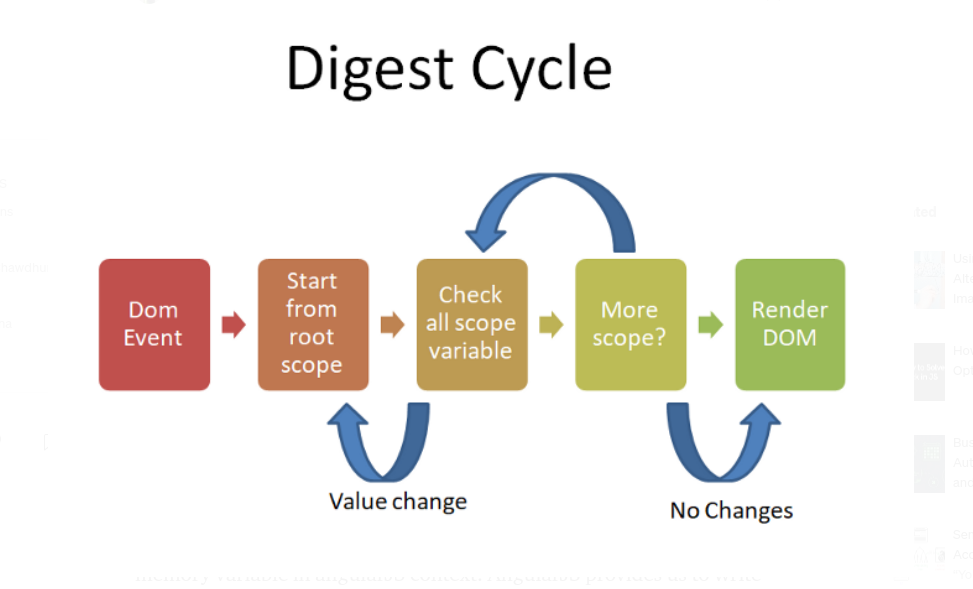 Digest Cycle
Dom
Event
Start
from
root
scope
Check
all scope
variable
More
scope?
Render
DOM
Value change
No Changes